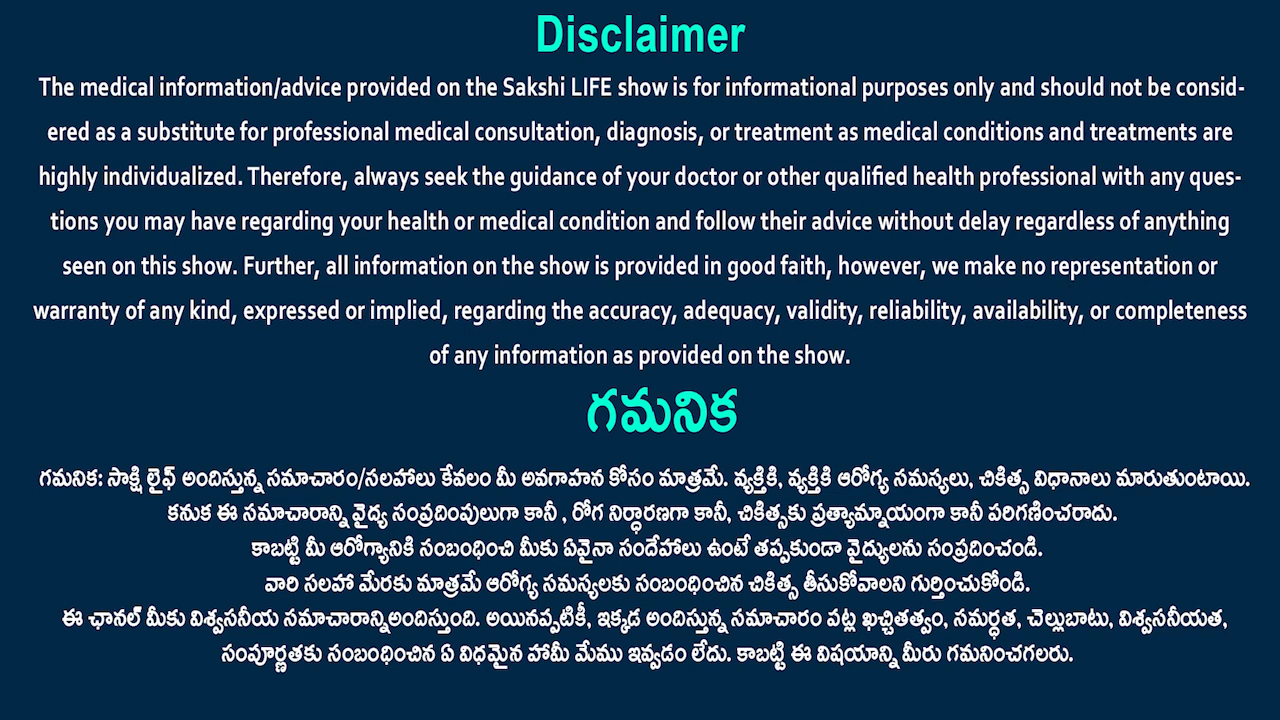 Disclaimer
The medical information/advice provided on the Sakshi LIFE show is for informational purposes only and should not be consid-
ered as a substitute for professional medical consultation, diagnosis, or treatment as medical conditions and treatments are
highly individualized. Therefore, always seek the guidance of your doctor or other qualified health professional with any ques-
tions you may have regarding your health or medical condition and follow their advice without delay regardless of anything
seen on this show. Further, all information on the show is provided in good faith, however, we make no representation or
warranty of any kind, expressed or implied, regarding the accuracy, adequacy, validity, reliability, availability, or completeness
of any information as provided on the show.
గమనిక
గమనిక: సాక్షి లైఫ్ అందిస్తున్న సమాచారం/సలహాలు కేవలం మీ అవగాహన కోసం మాత్రమే. వ్యక్తికి, వ్యక్తికి ఆరోగ్య సమస్యలు, చికిత్స విధానాలు మారుతుంటాయి.
కనుక ఈ సమాచారాన్ని వైద్య సంప్రదింపులుగా కానీ , రోగ నిర్ధారణగా కానీ, చికిత్సకు ప్రత్యామ్నాయంగా కానీ పరిగణించరాదు.
కాబట్టి మీ ఆరోగ్యానికి సంబంధించి మీకు ఏవైనా సందేహాలు ఉంటే తప్పకుండా వైద్యులను సంప్రదించండి.
వారి సలహా మేరకు మాత్రమే ఆరోగ్య సమస్యలకు సంబంధించిన చికిత్స తీసుకోవాలని గుర్తించుకోండి.
ఈ ఛానల్ మీకు విశ్వసనీయ సమాచారాన్నిఅందిస్తుంది. అయినప్పటికీ, ఇక్కడ అందిస్తున్న సమాచారం పట్ల ఖచ్చితత్వం, సమర్ధత, చెల్లుబాటు, విశ్వసనీయత,
సంపూర్ణతకు సంబంధించిన ఏ విధమైన హామీ మేము ఇవ్వడం లేదు. కాబట్టి ఈ విషయాన్ని మీరు గమనించగలరు.